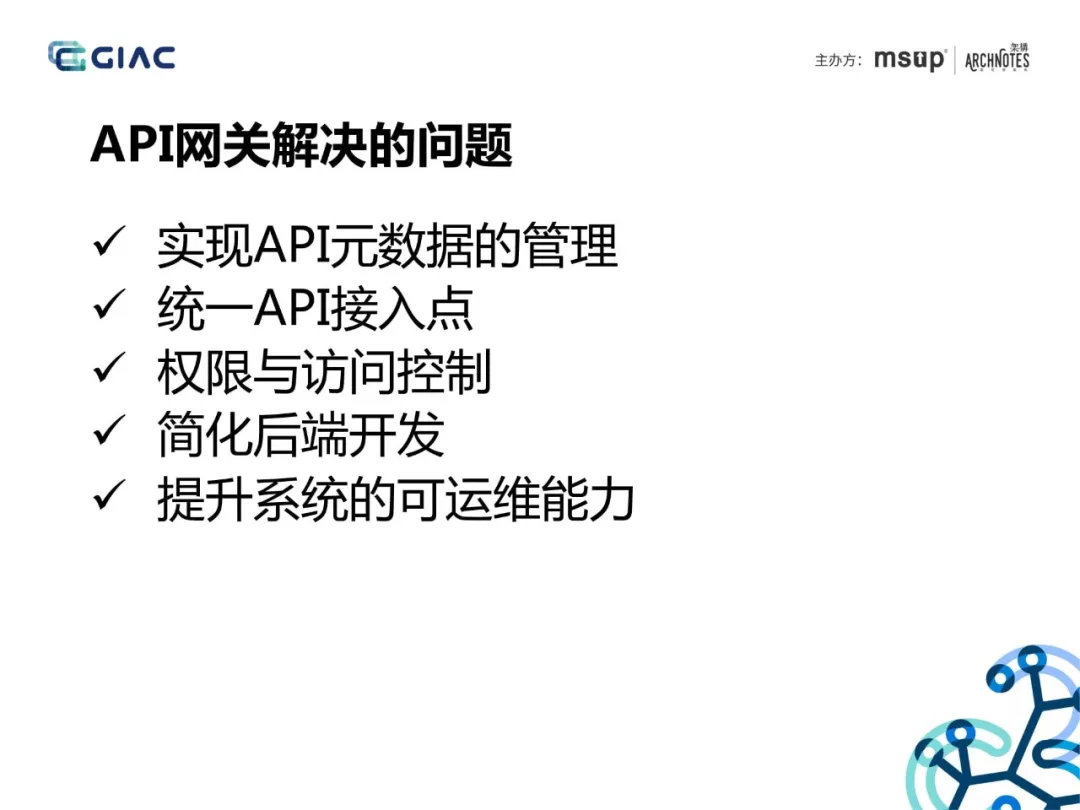 GIAC
主办方：msup 架構 ARCHNOTES
API网关解决的问题
✓ 实现API元数据的管理
✓ 统一API接入点
✓ 权限与访问控制
✓ 简化后端开发
✓ 提升系统的可运维能力